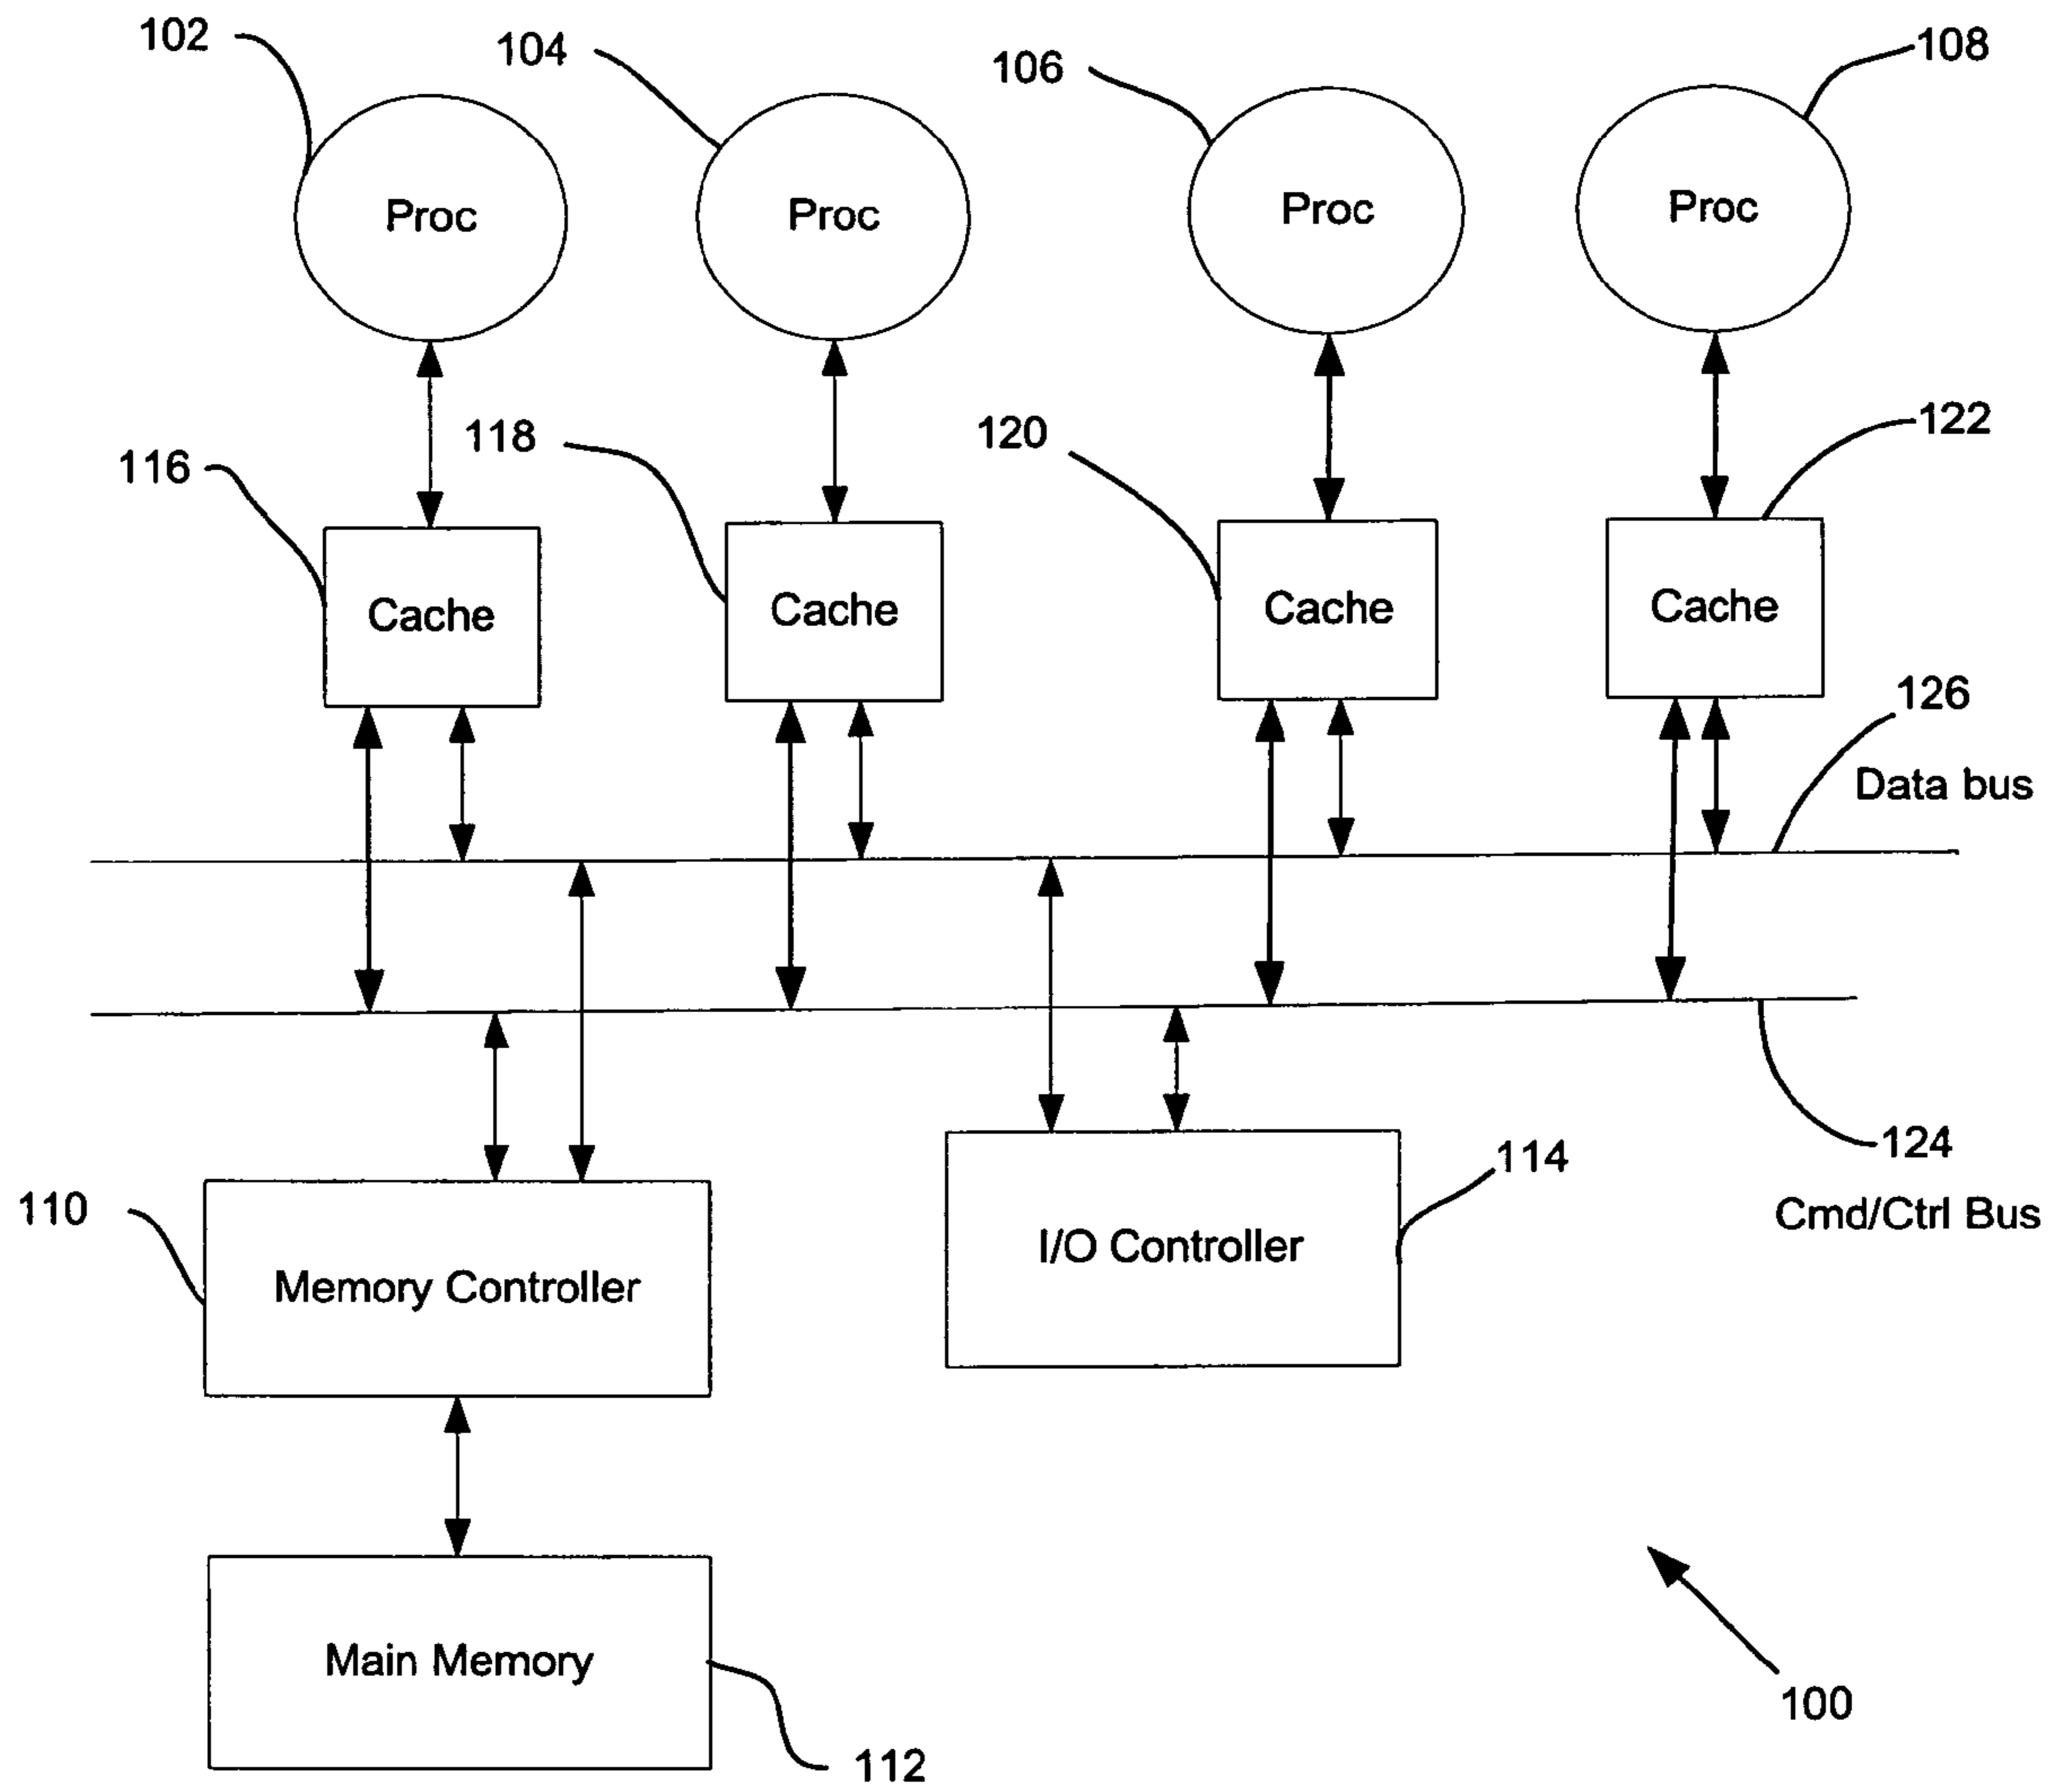 102
104
106
108
Proc
Proc
Proc
Proc
116
118
120
122
Cache
Cache
Cache
Cache
126
Data bus
124
Cmd/Ctrl Bus
110
114
Memory Controller
I/O Controller
Main Memory
112
100